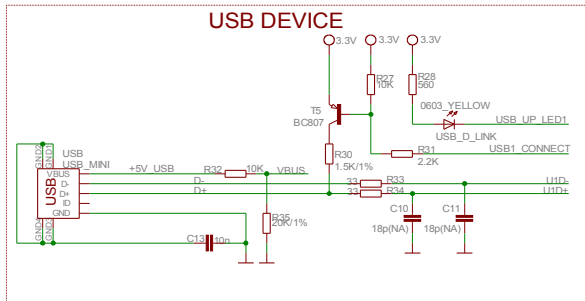 USB DEVICE
3.3V
3.3V
3.3V
R27
10K
R28
560
T5
BC807
0603_YELLOW
USB_UP_LED1
USB_D_LINK
USB
USB_MINI
GND2
GND1
R30
1.5K/1%
R31
2.2K
USB1_CONNECT
+5V_USB
R32
10K
VBUS
USB
VBUS
D-
D+
ID
GND
D-
D+
33
R33
33
R34
U1D-
U1D+
R35
20K/1%
C10
18p(NA)
C11
18p(NA)
GND4
GND3
C13
10n